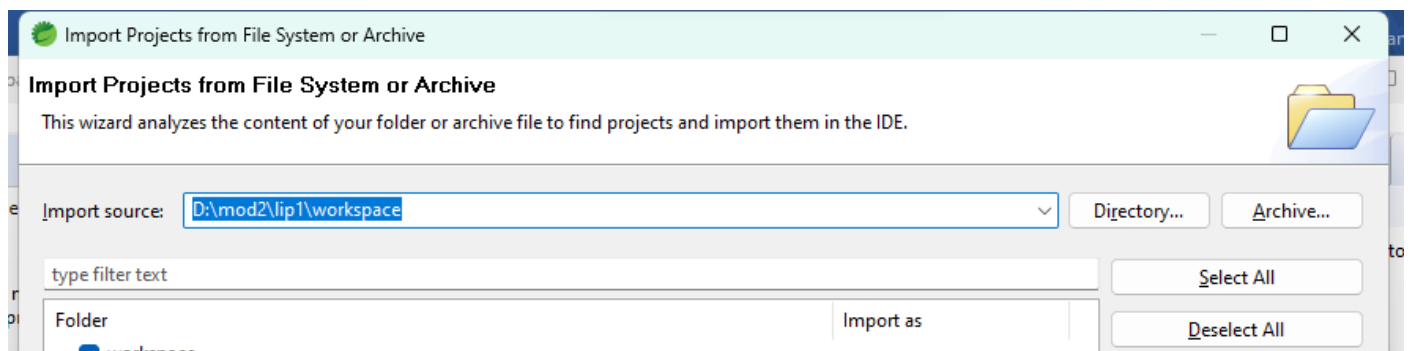 Import Projects from File System or Archive
Import Projects from File System or Archive
This wizard analyzes the content of your folder or archive file to find projects and import them in the IDE.
Import source: D:\mod2\lip1\workspace Directory... Archive...
type filter text Select All
Folder Import as Deselect All